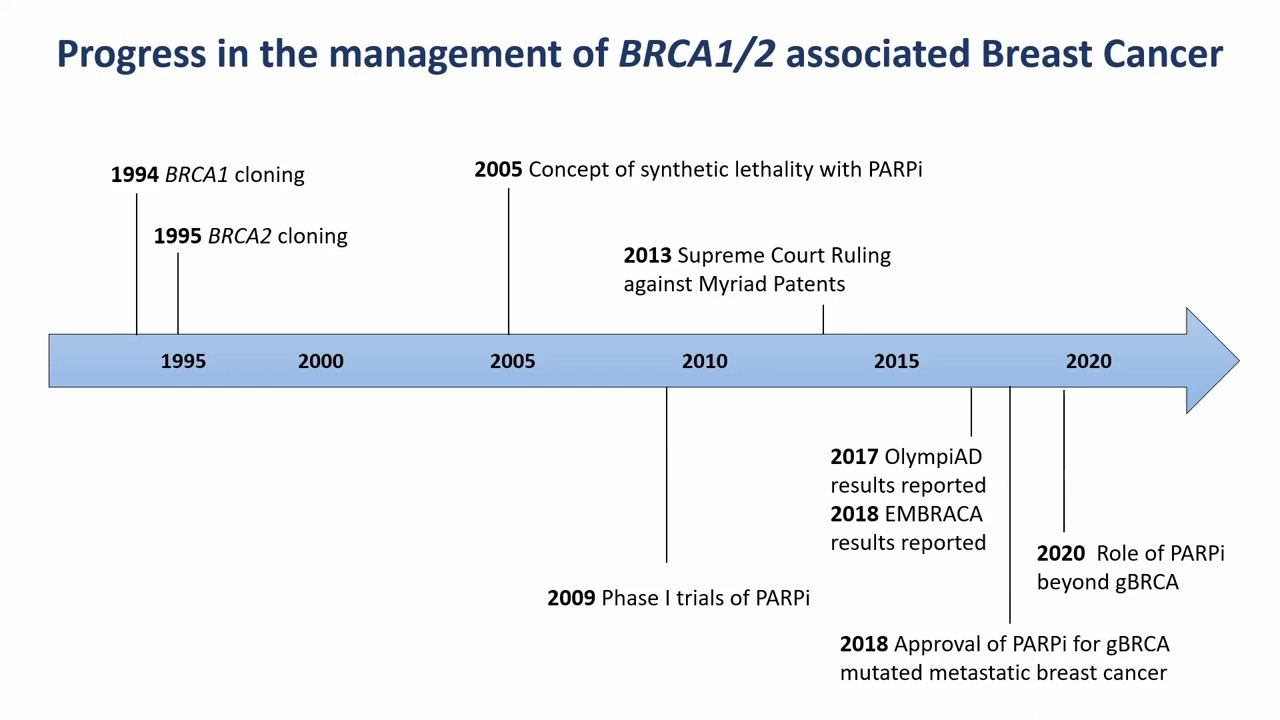 Progress in the management of BRCA1/2 associated Breast Cancer
1994 BRCA1 cloning
2005 Concept of synthetic lethality with PARPi
1995 BRCA2 cloning
2013 Supreme Court Ruling
against Myriad Patents
1995
2000
2005
2010
2015
2020
2017 OlympiAD
results reported
2018 EMBRACA
results reported
2020 Role of PARPi
beyond gBRCA
2009 Phase I trials of PARPi
2018 Approval of PARPi for gBRCA
mutated metastatic breast cancer